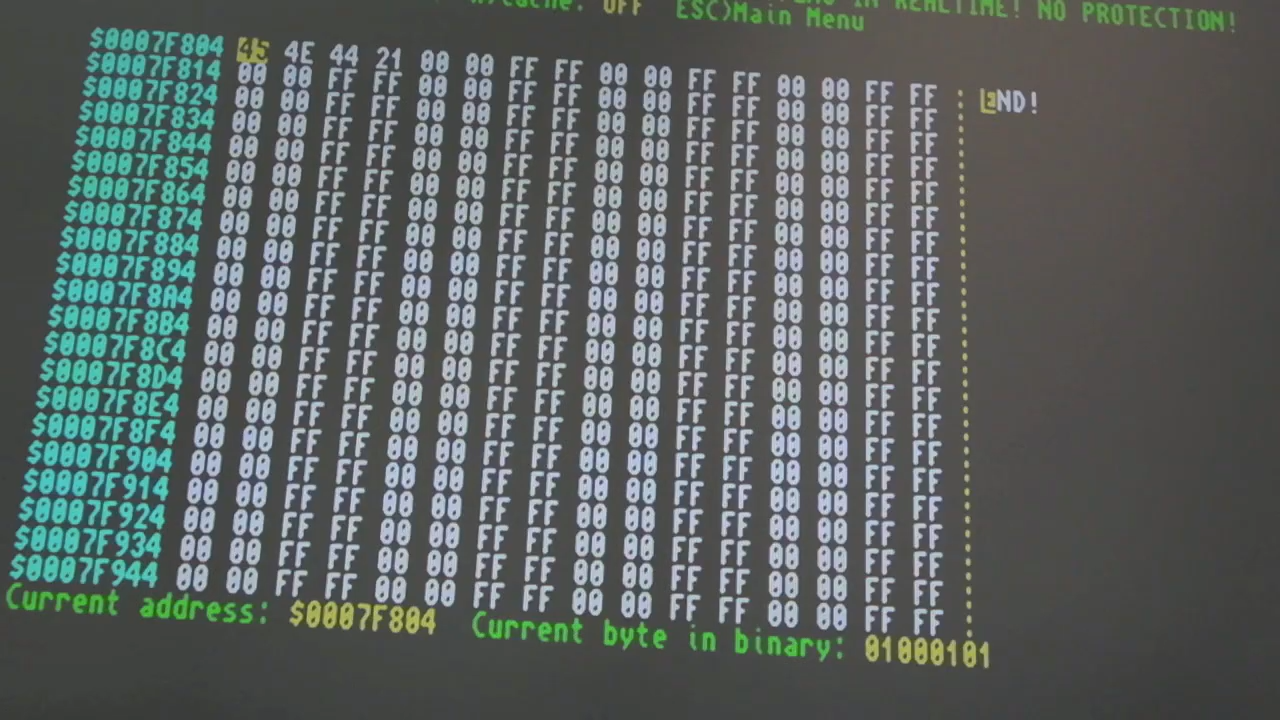 IN REALTIME! NO PROTECTION!
OFF ESC)Main Menu
$0007F804 45 4E 44 21 00 00 FF FF 00 00 FF FF 00 00 FF FF END!
$0007F814 00 00 FF FF 00 00 FF FF 00 00 FF FF 00 00 FF FF
$0007F824 00 00 FF FF 00 00 FF FF 00 00 FF FF 00 00 FF FF
$0007F834 00 00 FF FF 00 00 FF FF 00 00 FF FF 00 00 FF FF
$0007F844 00 00 FF FF 00 00 FF FF 00 00 FF FF 00 00 FF FF
$0007F854 00 00 FF FF 00 00 FF FF 00 00 FF FF 00 00 FF FF
$0007F864 00 00 FF FF 00 00 FF FF 00 00 FF FF 00 00 FF FF
$0007F874 00 00 FF FF 00 00 FF FF 00 00 FF FF 00 00 FF FF
$0007F884 00 00 FF FF 00 00 FF FF 00 00 FF FF 00 00 FF FF
$0007F894 00 00 FF FF 00 00 FF FF 00 00 FF FF 00 00 FF FF
$0007F8A4 00 00 FF FF 00 00 FF FF 00 00 FF FF 00 00 FF FF
$0007F8B4 00 00 FF FF 00 00 FF FF 00 00 FF FF 00 00 FF FF
$0007F8C4 00 00 FF FF 00 00 FF FF 00 00 FF FF 00 00 FF FF
$0007F8D4 00 00 FF FF 00 00 FF FF 00 00 FF FF 00 00 FF FF
$0007F8E4 00 00 FF FF 00 00 FF FF 00 00 FF FF 00 00 FF FF
$0007F8F4 00 00 FF FF 00 00 FF FF 00 00 FF FF 00 00 FF FF
$0007F904 00 00 FF FF 00 00 FF FF 00 00 FF FF 00 00 FF FF
$0007F914 00 00 FF FF 00 00 FF FF 00 00 FF FF 00 00 FF FF
$0007F924 00 00 FF FF 00 00 FF FF 00 00 FF FF 00 00 FF FF
$0007F934 00 00 FF FF 00 00 FF FF 00 00 FF FF 00 00 FF FF
$0007F944 00 00 FF FF 00 00 FF FF 00 00 FF FF 00 00 FF FF
Current address: $0007F804 Current byte in binary: 01000101